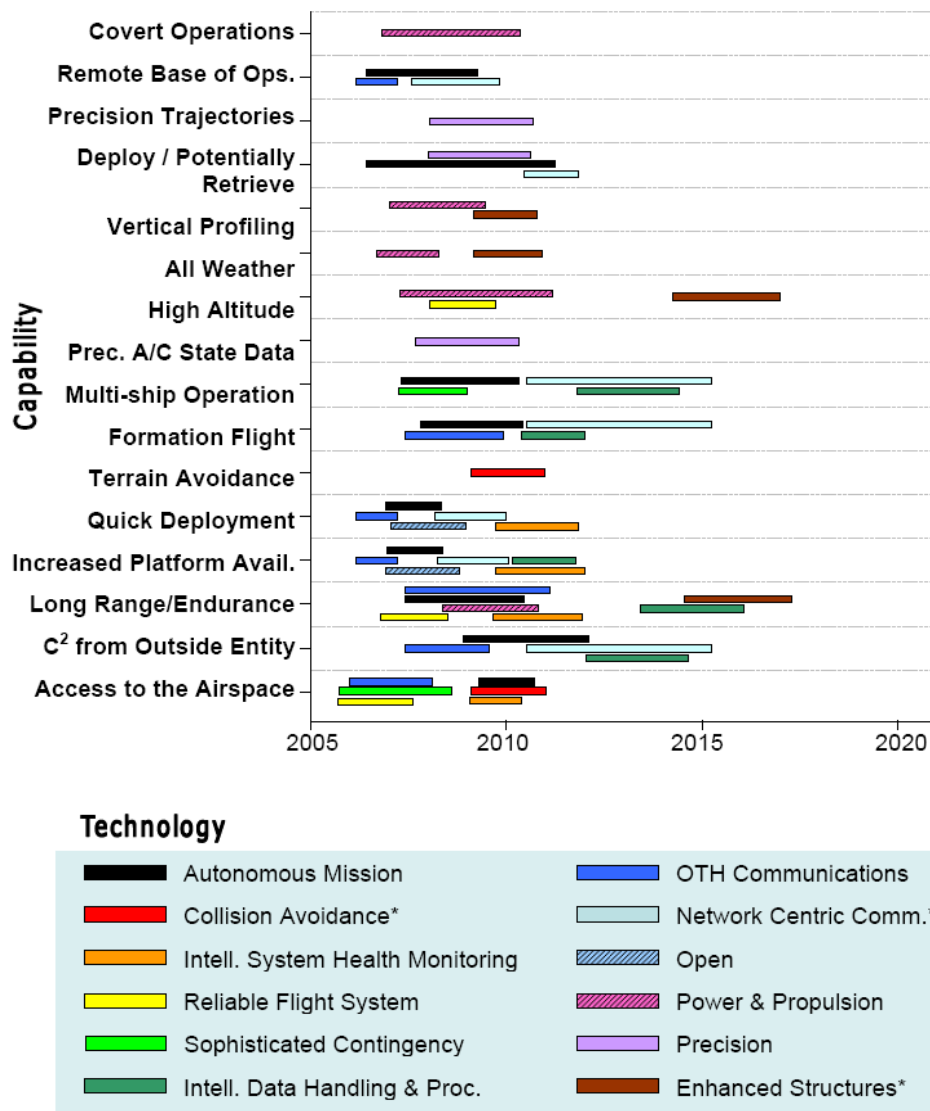 Covert Operations
Remote Base of Ops.
Precision Trajectories
Deploy / Potentially
Retrieve
Vertical Profiling
All Weather
High Altitude
Prec. A/C State Data
Multi-ship Operation
Formation Flight
Terrain Avoidance
Quick Deployment
Increased Platform Avail.
Long Range/Endurance
C² from Outside Entity
Access to the Airspace
Capability
2005 2010 2015 2020
Technology
Autonomous Mission
Collision Avoidance*
Intell. System Health Monitoring
Reliable Flight System
Sophisticated Contingency
Intell. Data Handling & Proc.
OTH Communications
Network Centric Comm.*
Open
Power & Propulsion
Precision
Enhanced Structures*